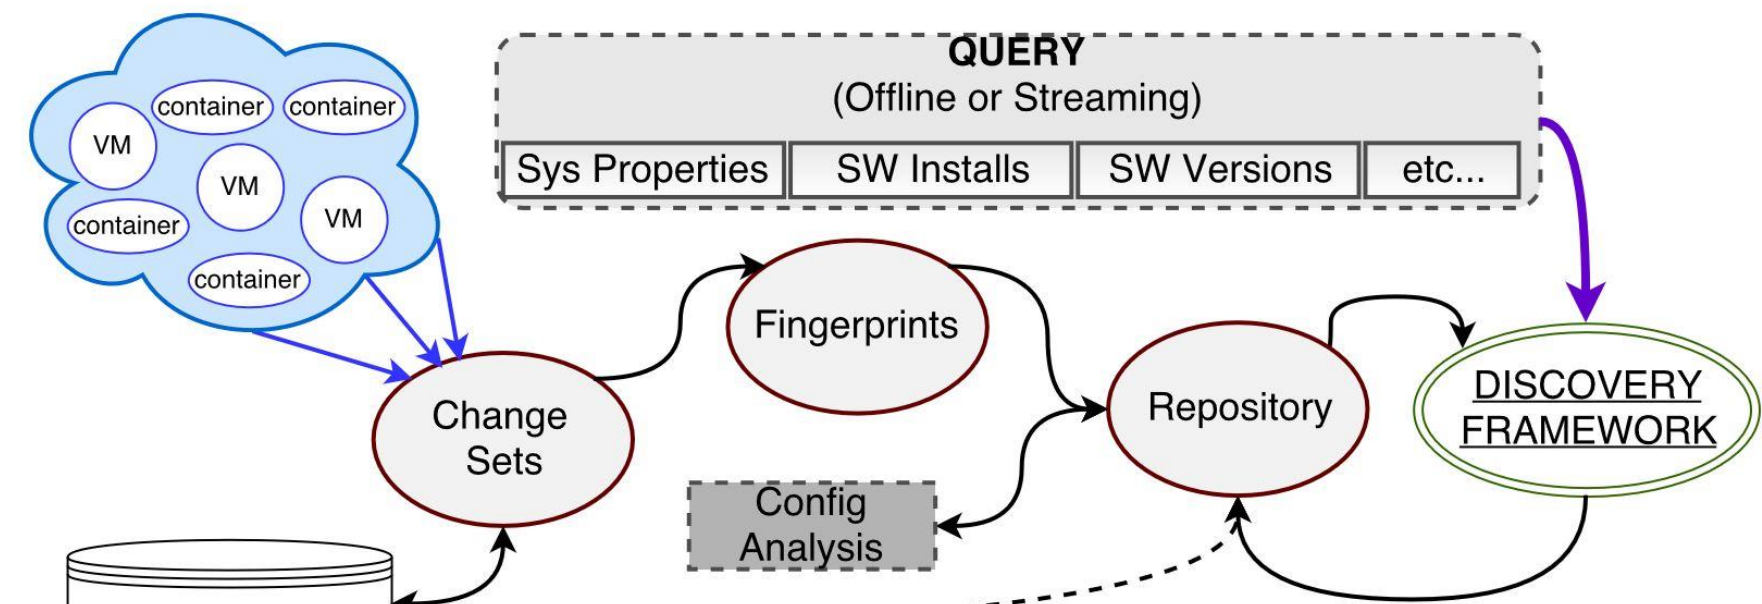 container
container
VM
VM
VM
container
container
QUERY
(Offline or Streaming)
Sys Properties
SW Installs
SW Versions
etc...
Fingerprints
Change
Sets
Repository
DISCOVERY
FRAMEWORK
Config
Analysis